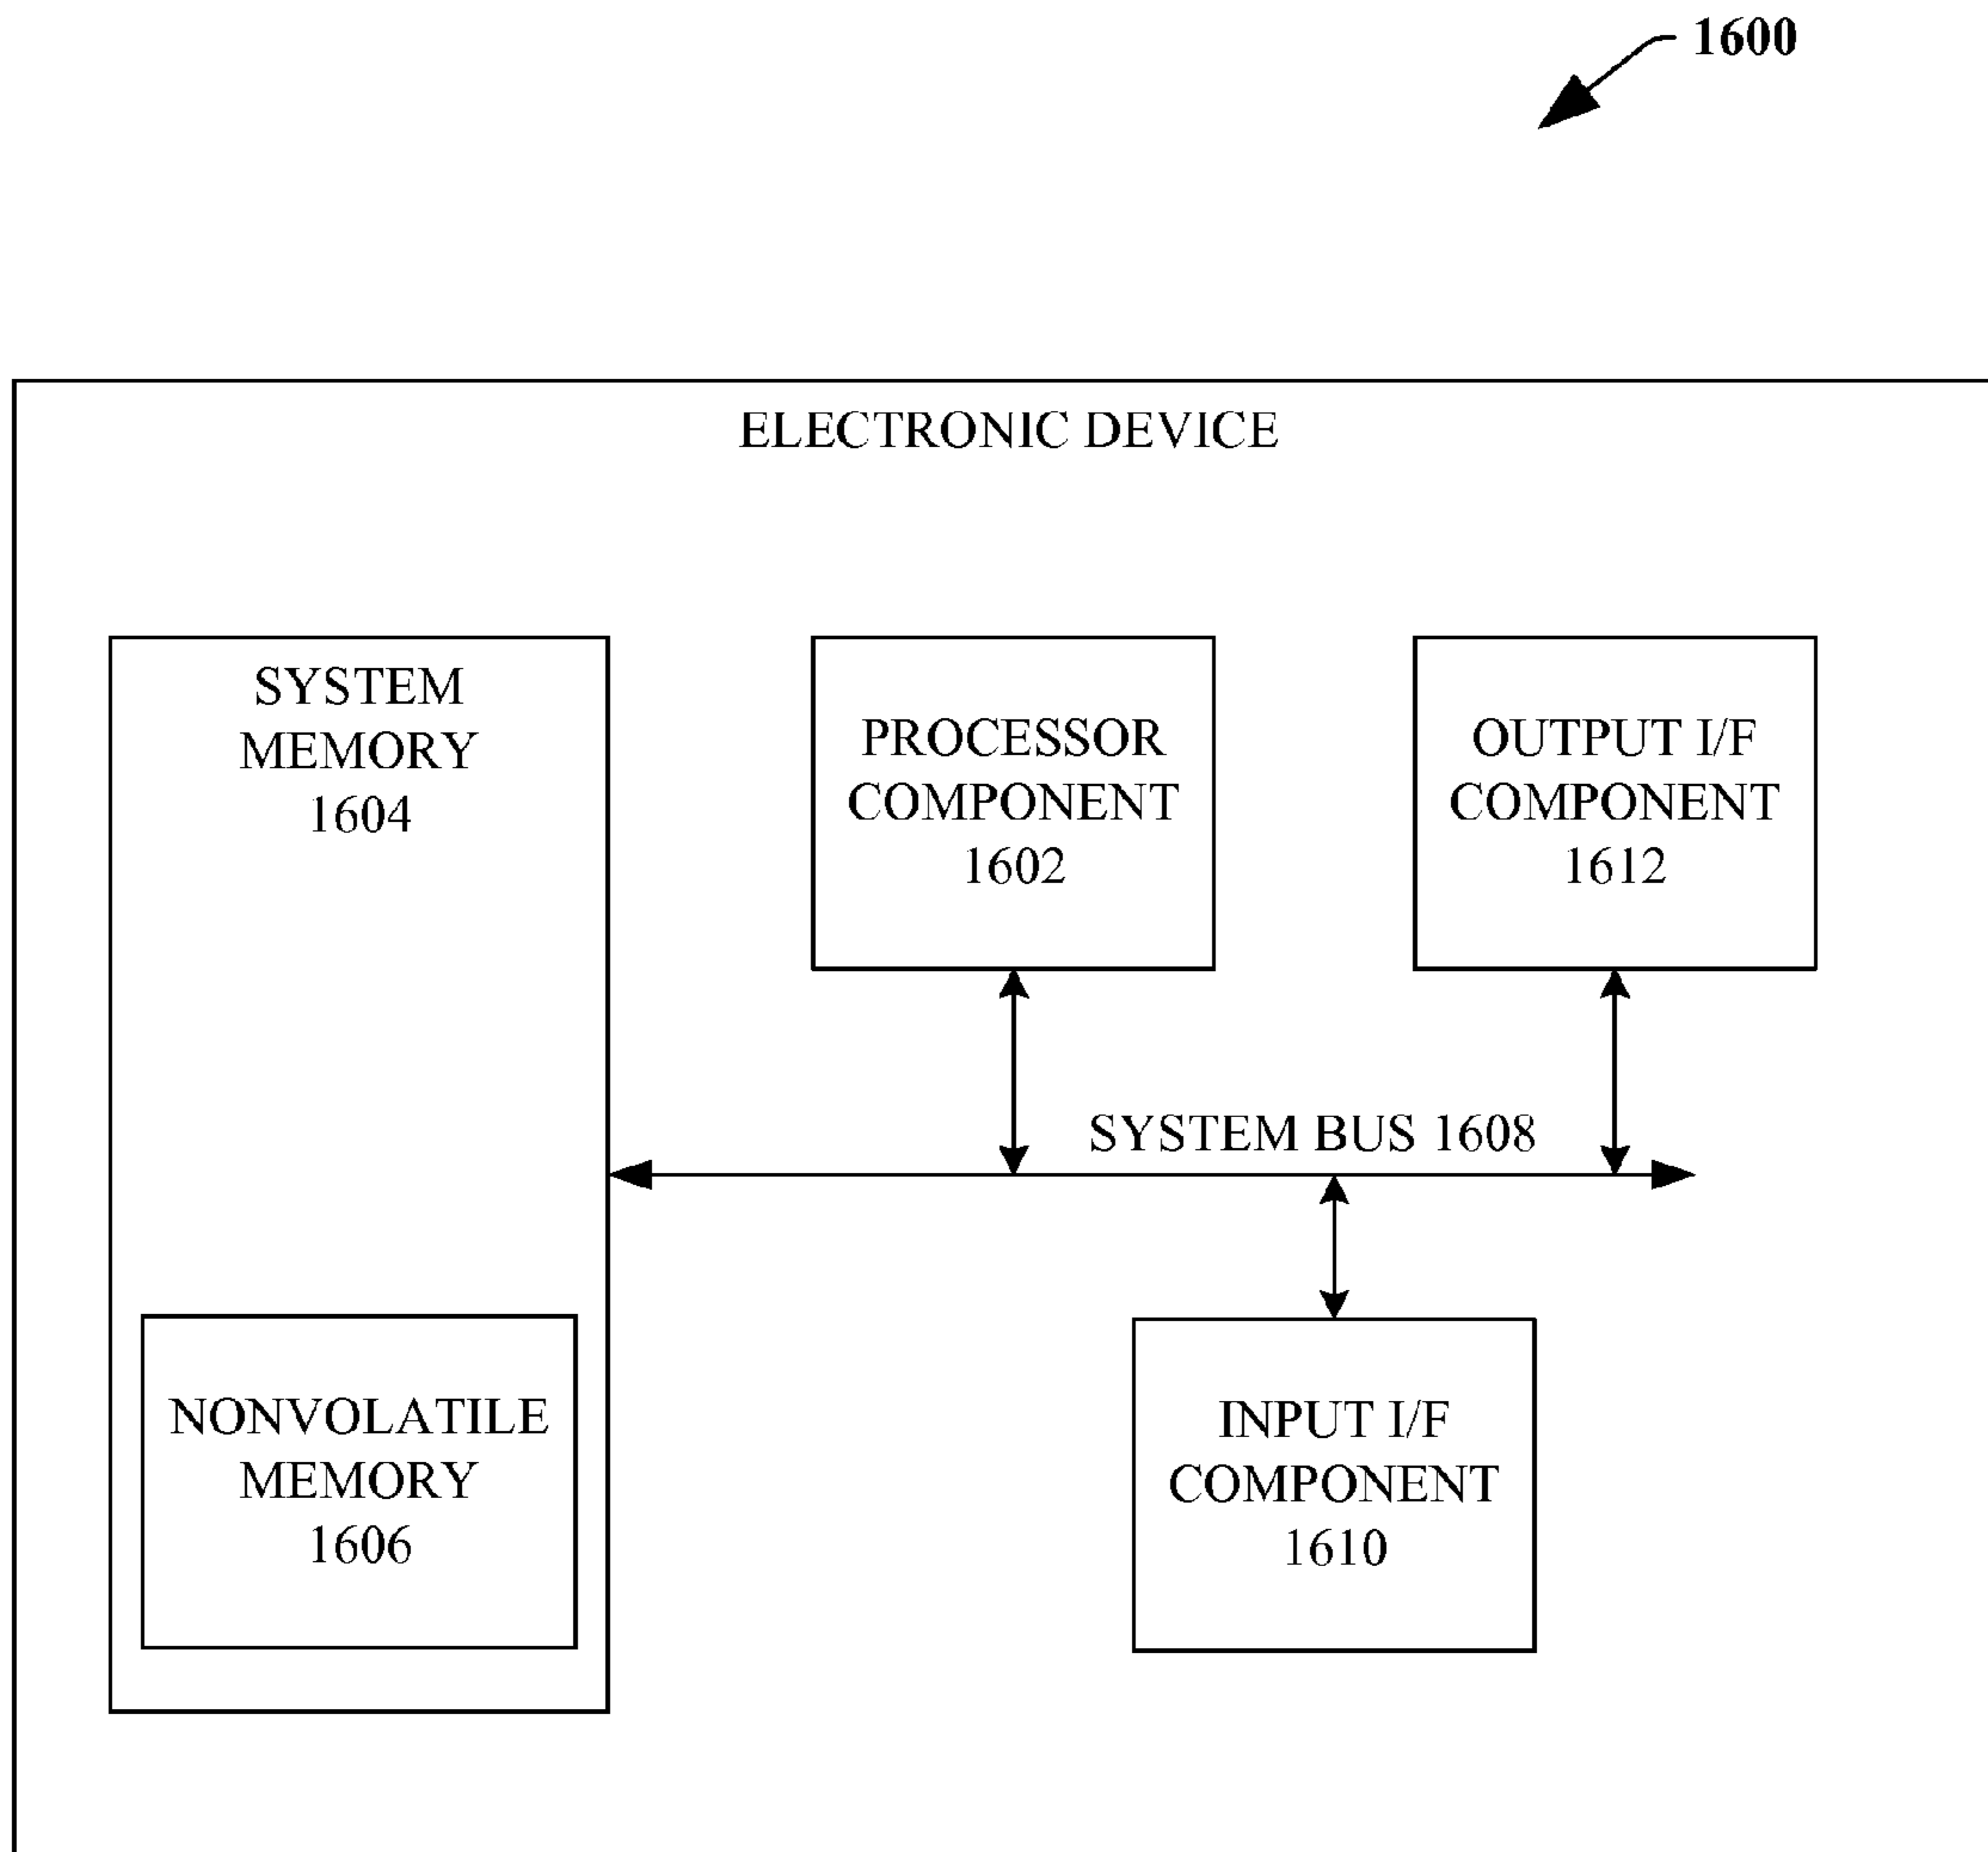 1600
ELECTRONIC DEVICE
SYSTEM
MEMORY
1604
PROCESSOR
COMPONENT
1602
OUTPUT I/F
COMPONENT
1612
SYSTEM BUS 1608
NONVOLATILE
MEMORY
1606
INPUT I/F
COMPONENT
1610